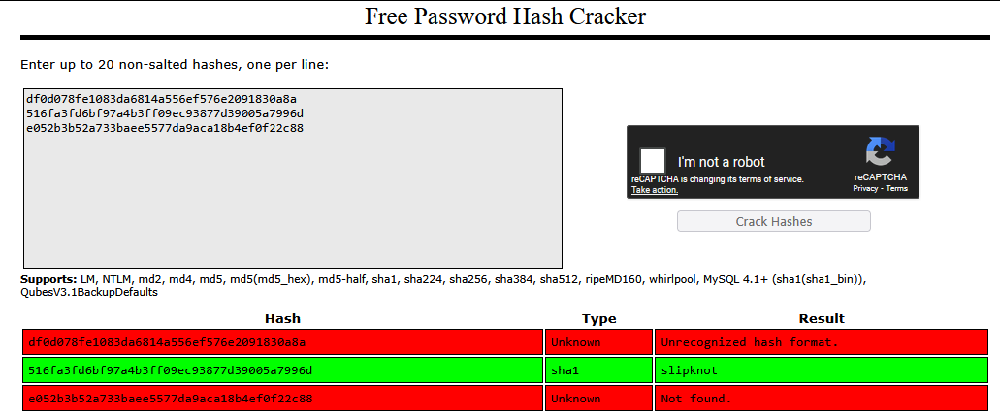 Free Password Hash Cracker
Enter up to 20 non-salted hashes, one per line:
df0d078fe1083da6814a556ef576e2091830a8a
516fa3fd6bf97a4b3ff09ec93877d39005a7996d
e052b3b52a733baee5577da9aca18b4ef0f22c88
I'm not a robot
reCAPTCHA is changing its terms of service.
Take action.
reCAPTCHA
Privacy - Terms
Crack Hashes
Supports: LM, NTLM, md2, md4, md5, md5(md5_hex), md5-half, sha1, sha224, sha256, sha384, sha512, ripeMD160, whirlpool, MySQL 4.1+ (sha1(sha1_bin)),
QubesV3.1BackupDefaults
Hash Type Result
df0d078fe1083da6814a556ef576e2091830a8a Unknown Unrecognized hash format.
516fa3fd6bf97a4b3ff09ec93877d39005a7996d sha1 slipknot
e052b3b52a733baee5577da9aca18b4ef0f22c88 Unknown Not found.